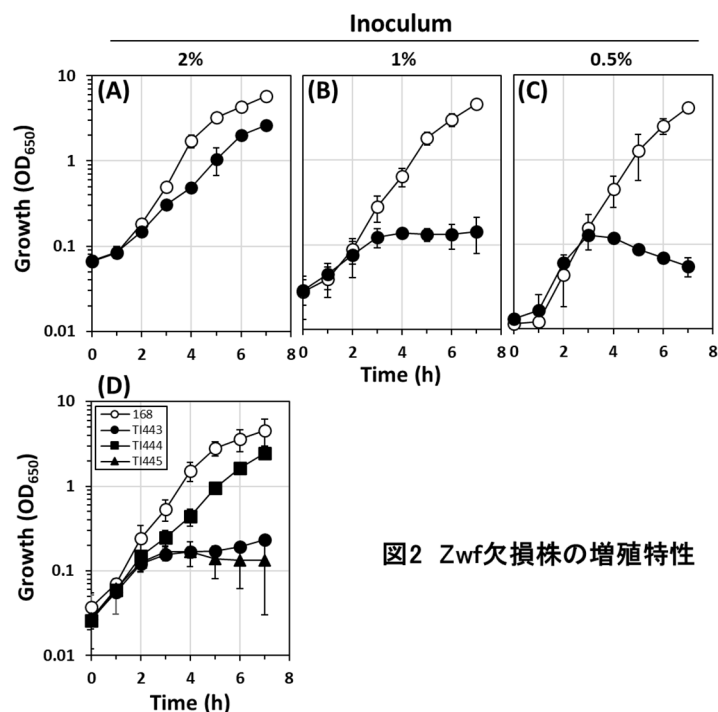 Inoculum
2%
1%
0.5%
(A)
(B)
(C)
Growth (OD650)
10
1
0.1
0.01
0 2 4 6 8
0 2 4 6 8
0 2 4 6 8
Time (h)
(D)
168
TI443
TI444
TI445
Growth (OD650)
10
1
0.1
0.01
0 2 4 6 8
Time (h)
図2 Zwf欠損株の増殖特性